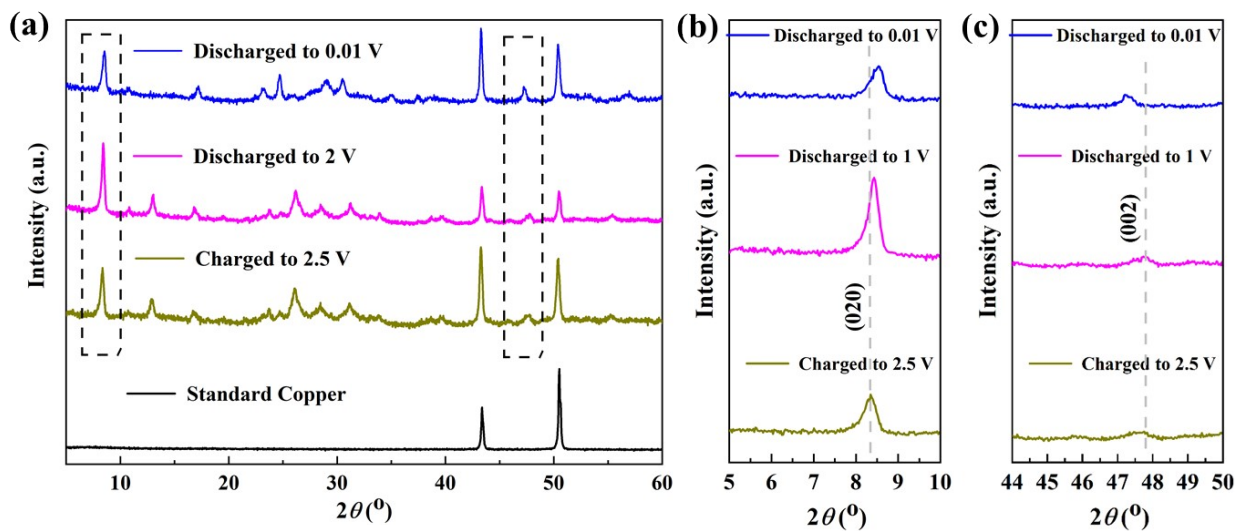 (a)
Discharged to 0.01 V
Discharged to 2 V
Charged to 2.5 V
Standard Copper
Intensity (a.u.)
10 20 30 40 50 60
2θ (⁰)
(b)
Discharged to 0.01 V
Discharged to 1 V
(020)
Charged to 2.5 V
Intensity (a.u.)
5 6 7 8 9 10
2θ (⁰)
(c)
Discharged to 0.01 V
Discharged to 1 V
(002)
Charged to 2.5 V
Intensity (a.u.)
44 45 46 47 48 49 50
2θ (⁰)